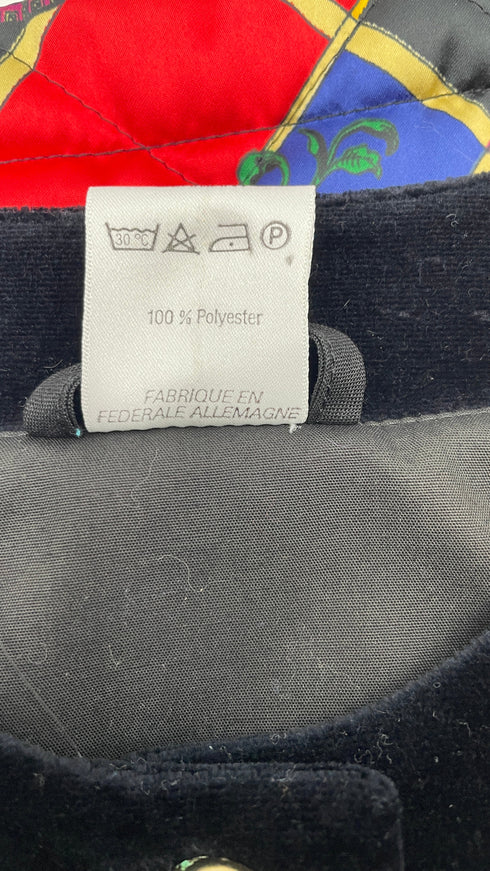 30 °C P
100 % Polyester
FABRIQUE EN
FEDERALE ALLEMAGNE